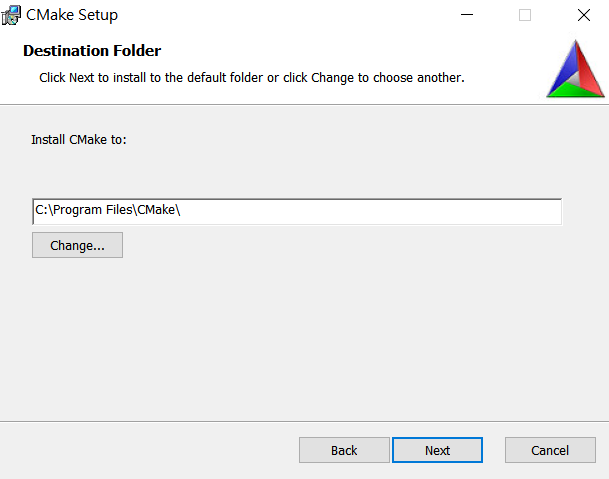 CMake Setup
Destination Folder
Click Next to install to the default folder or click Change to choose another.
Install CMake to:
C:\Program Files\CMake\
Change...
Back
Next
Cancel